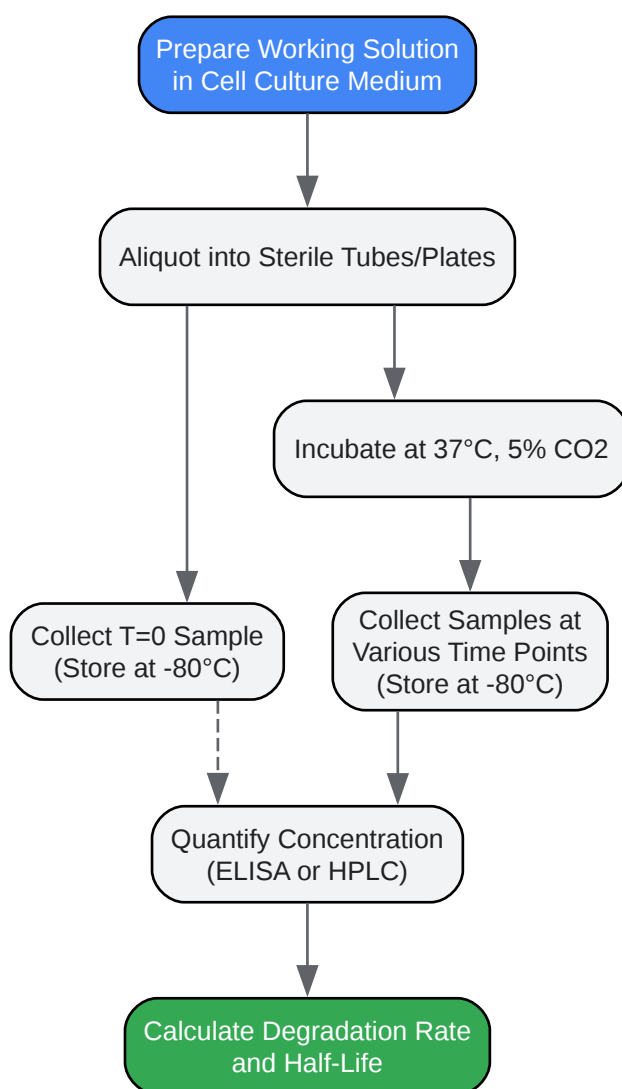 Prepare Working Solution
in Cell Culture Medium
Aliquot into Sterile Tubes/Plates
Incubate at 37°C, 5% CO2
Collect T=0 Sample
(Store at -80°C)
Collect Samples at
Various Time Points
(Store at -80°C)
Quantify Concentration
(ELISA or HPLC)
Calculate Degradation Rate
and Half-Life